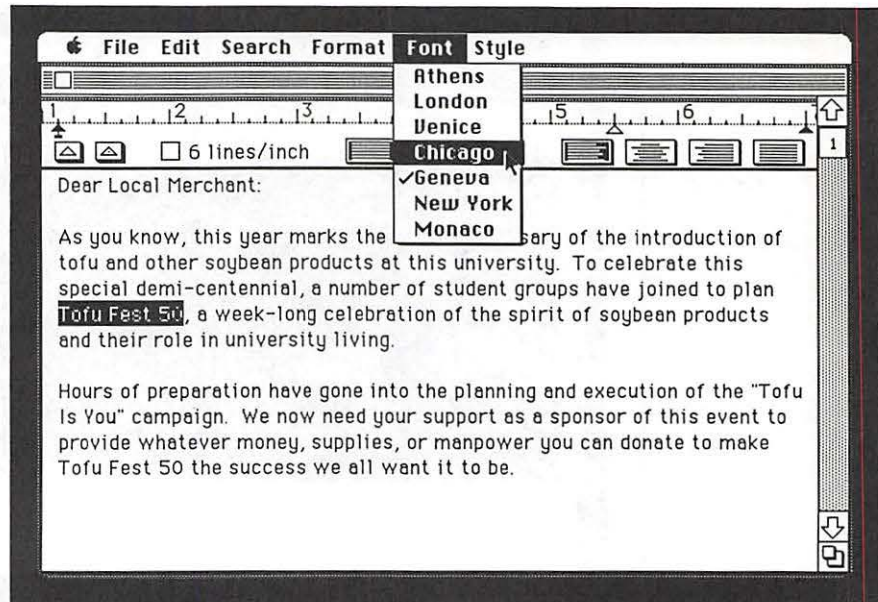 File Edit Search Format Font Style
Athens
London
Venice
Chicago
✓Geneva
New York
Monaco
1 2 3 5 6
6 lines/inch
1
Dear Local Merchant:
As you know, this year marks the sary of the introduction of
tofu and other soybean products at this university. To celebrate this
special demi-centennial, a number of student groups have joined to plan
Tofu Fest 50, a week-long celebration of the spirit of soybean products
and their role in university living.
Hours of preparation have gone into the planning and execution of the "Tofu
Is You" campaign. We now need your support as a sponsor of this event to
provide whatever money, supplies, or manpower you can donate to make
Tofu Fest 50 the success we all want it to be.